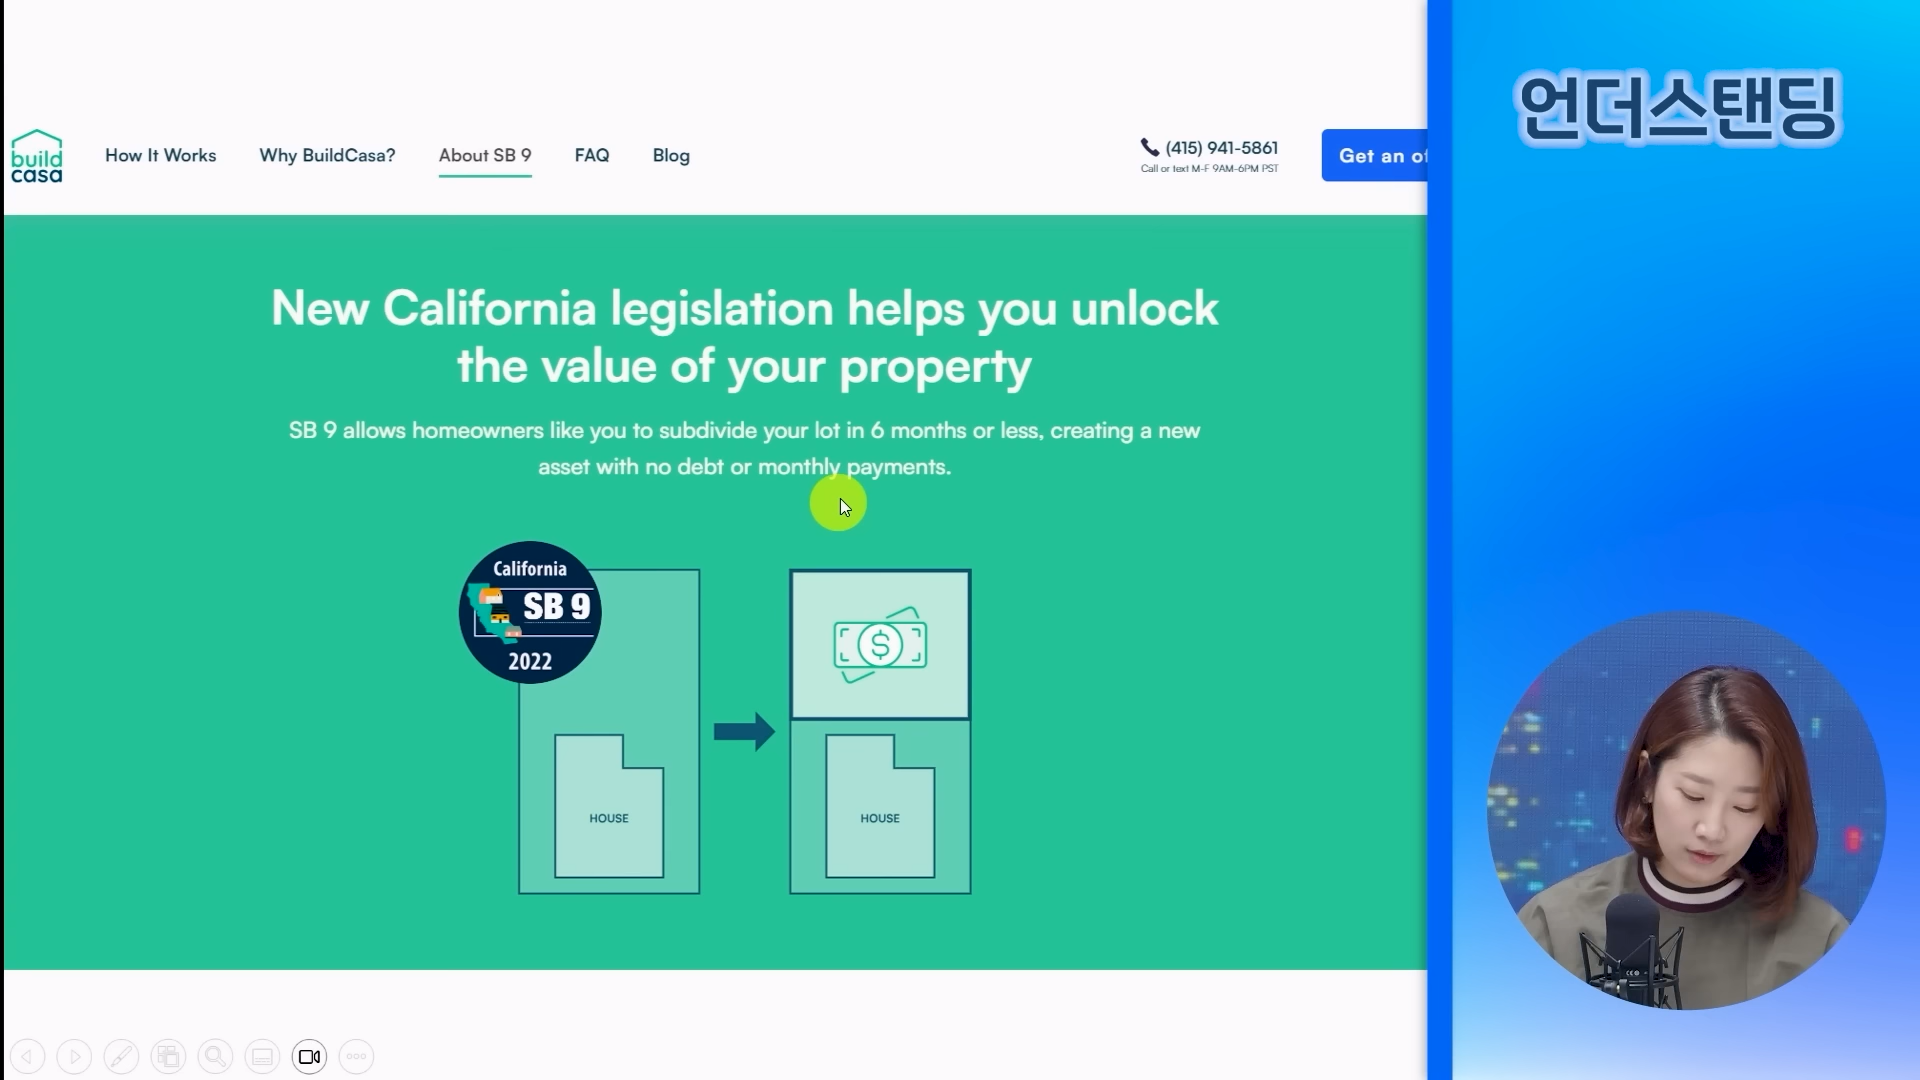 언더스탠딩
build
casa
How It Works
Why BuildCasa?
About SB 9
FAQ
Blog
(415) 941-5861
Call or text M-F 9AM-6PM PST
Get an of
New California legislation helps you unlock
the value of your property
SB 9 allows homeowners like you to subdivide your lot in 6 months or less, creating a new
asset with no debt or monthly payments.
California
SB 9
2022
$
HOUSE
HOUSE